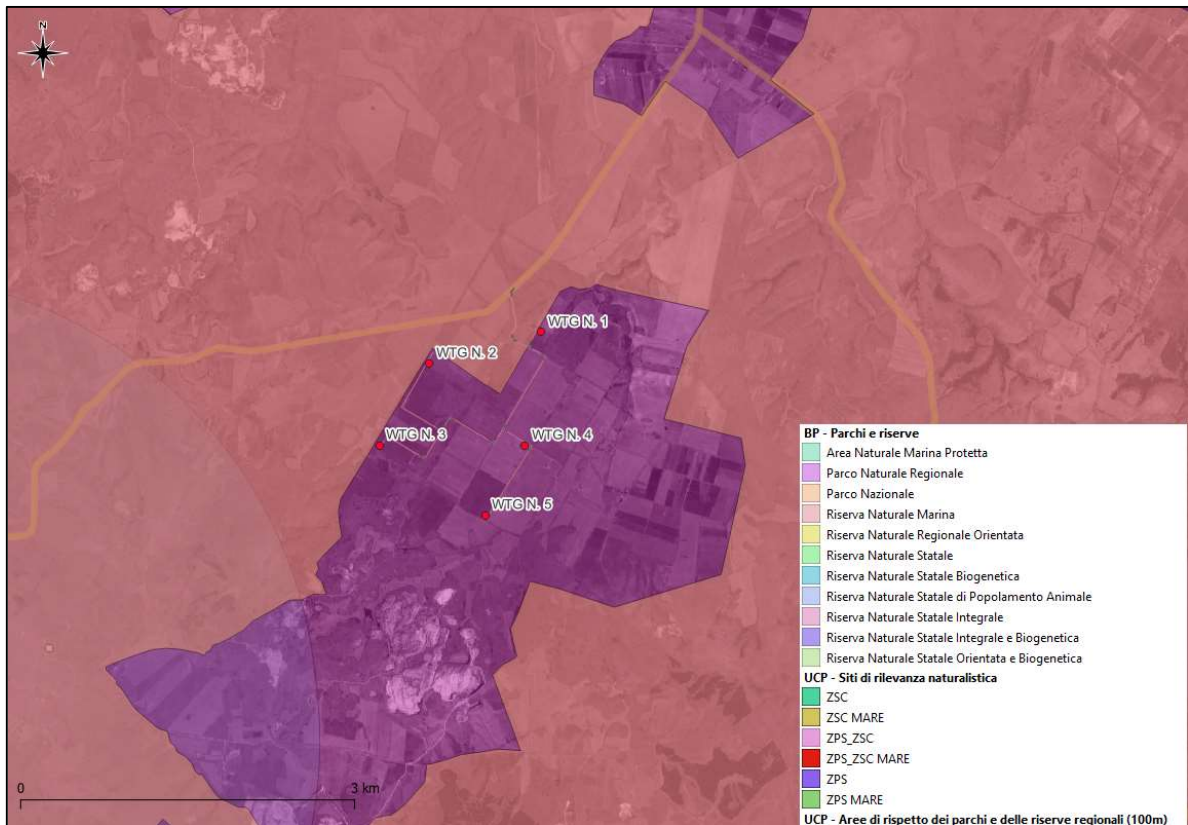 N
WTG N. 1
WTG N. 2
WTG N. 3
WTG N. 4
WTG N. 5
0
3 km
BP - Parchi e riserve
Area Naturale Marina Protetta
Parco Naturale Regionale
Parco Nazionale
Riserva Naturale Marina
Riserva Naturale Regionale Orientata
Riserva Naturale Statale
Riserva Naturale Statale Biogenetica
Riserva Naturale Statale di Popolamento Animale
Riserva Naturale Statale Integrale
Riserva Naturale Statale Integrale e Biogenetica
Riserva Naturale Statale Orientata e Biogenetica
UCP - Siti di rilevanza naturalistica
ZSC
ZSC MARE
ZPS_ZSC
ZPS_ZSC MARE
ZPS
ZPS MARE
UCP - Aree di rispetto dei parchi e delle riserve regionali (100m)